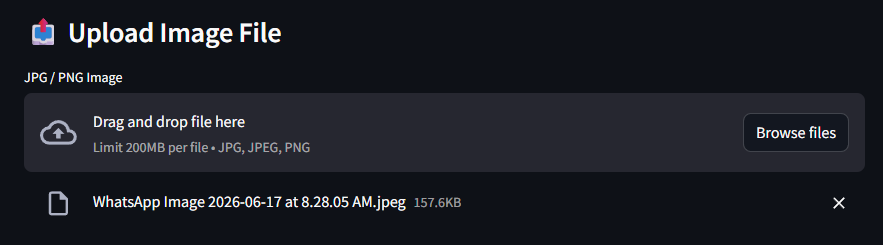 Upload Image File
JPG / PNG Image
Drag and drop file here
Limit 200MB per file • JPG, JPEG, PNG
Browse files
WhatsApp Image 2026-06-17 at 8.28.05 AM.jpeg 157.6KB